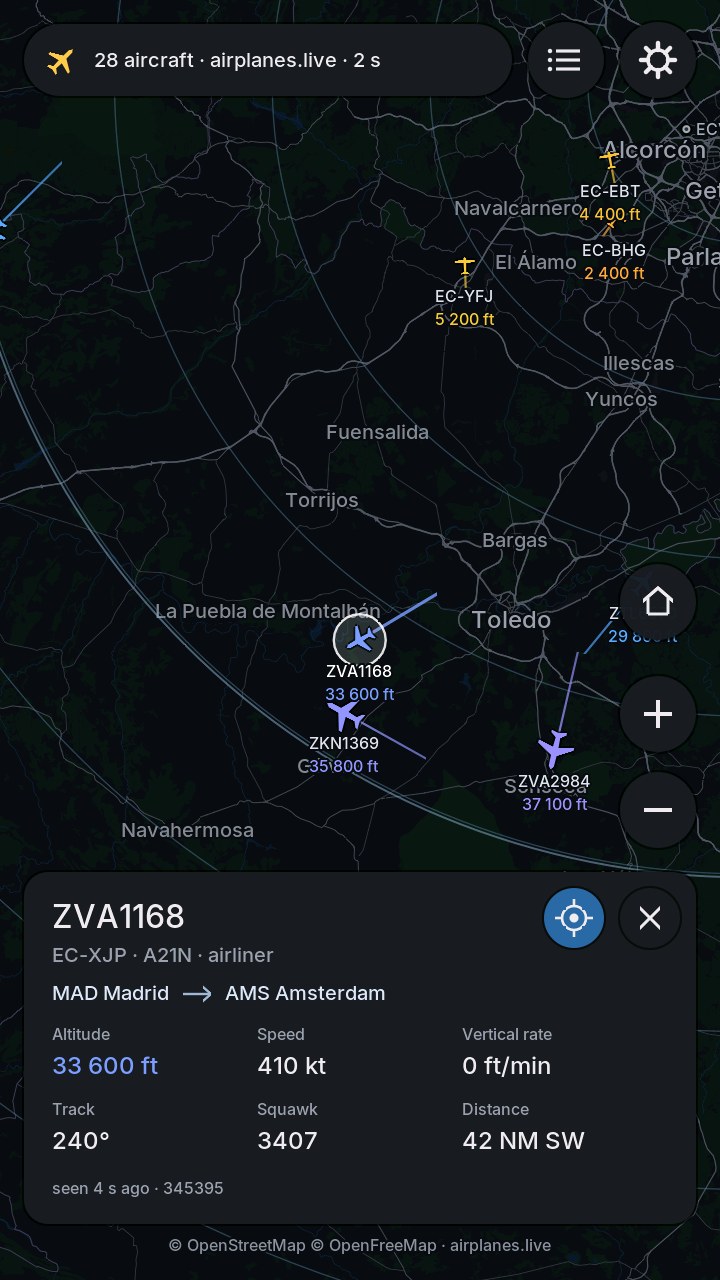 28 aircraft · airplanes.live · 2 s
Alcorcón
EC-EBT
Navalcarnero
4 400 ft
EC-BHG
El Álamo
2 400 ft
EC-YFJ
5 200 ft
Illescas
Yuncos
Fuensalida
Torrijos
Bargas
La Puebla de Montalbán
Toledo
ZVA1168
33 600 ft
ZKN1369
35 800 ft
ZVA2984
37 100 ft
Navahermosa
ZVA1168
EC-XJP · A21N · airliner
MAD Madrid → AMS Amsterdam
Altitude Speed Vertical rate
33 600 ft 410 kt 0 ft/min
Track Squawk Distance
240° 3407 42 NM SW
seen 4 s ago · 345395
© OpenStreetMap © OpenFreeMap · airplanes.live